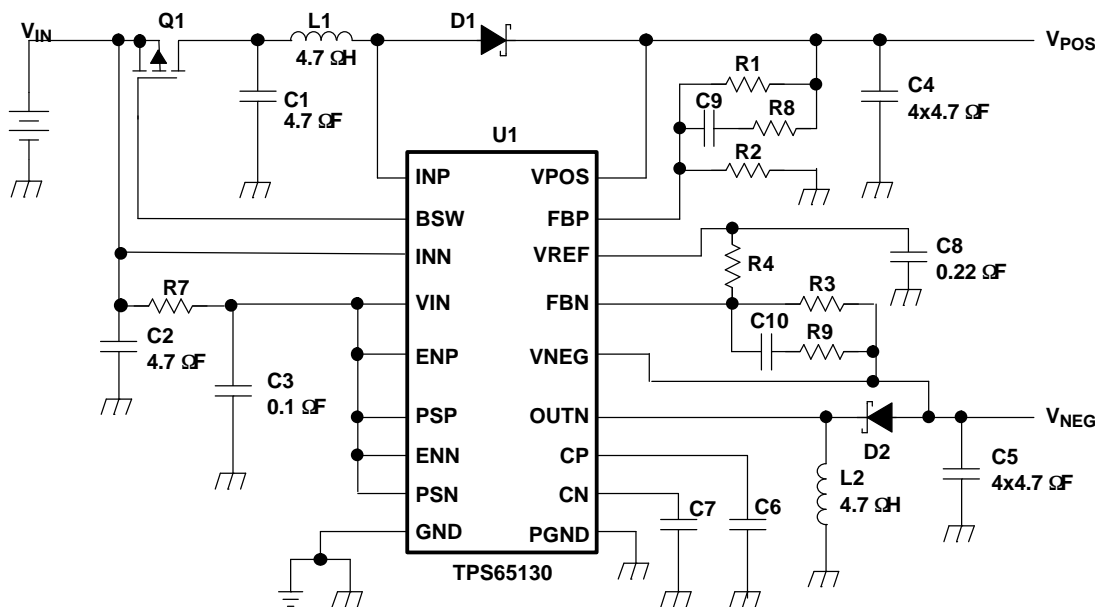 Q1
L1
D1
V_IN
V_POS
4.7 ΩH
R1
C4
C1
C9
R8
4x4.7 ΩF
4.7 ΩF
U1
R2
INP
VPOS
BSW
FBP
INN
VREF
C8
R4
0.22 ΩF
R7
R3
VIN
FBN
C10
C2
R9
4.7 ΩF
ENP
VNEG
C3
0.1 ΩF
PSP
OUTN
V_NEG
D2
ENN
CP
C5
L2
4x4.7 ΩF
PSN
CN
C7
C6
4.7 ΩH
GND
PGND
TPS65130